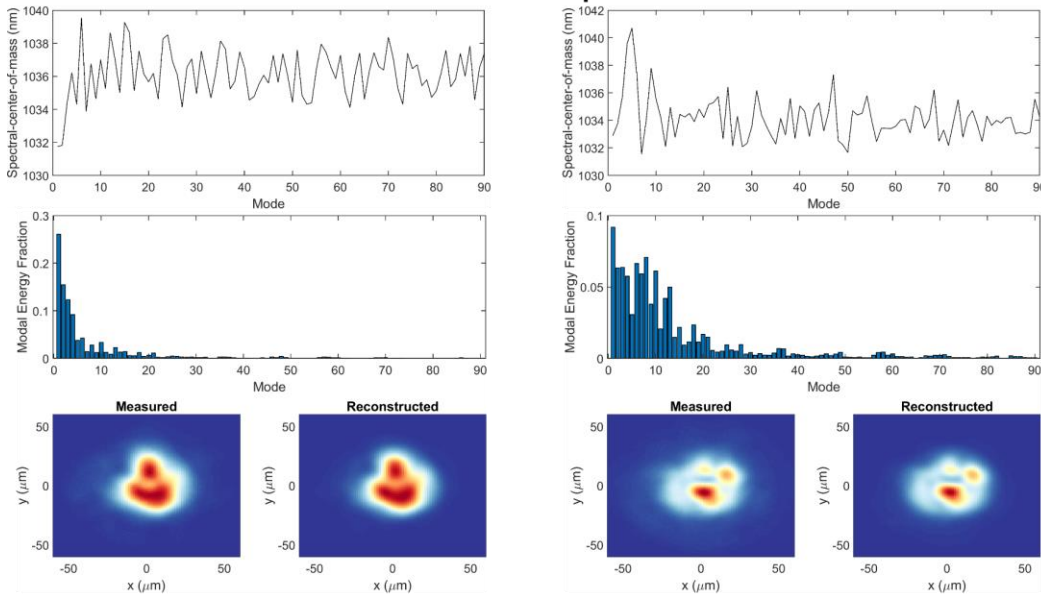 Spectral-center-of-mass (nm)
1040
1038
1036
1034
1032
1030
0 10 20 30 40 50 60 70 80 90
Mode
Modal Energy Fraction
0.3
0.2
0.1
0
0 10 20 30 40 50 60 70 80 90
Mode
Measured
y (μm)
50
0
-50
-50 0 50
x (μm)
Reconstructed
y (μm)
50
0
-50
-50 0 50
x (μm)
Spectral-center-of-mass (nm)
1042
1040
1038
1036
1034
1032
1030
0 10 20 30 40 50 60 70 80 90
Mode
Modal Energy Fraction
0.1
0.05
0
0 10 20 30 40 50 60 70 80 90
Mode
Measured
y (μm)
50
0
-50
-50 0 50
x (μm)
Reconstructed
y (μm)
50
0
-50
-50 0 50
x (μm)